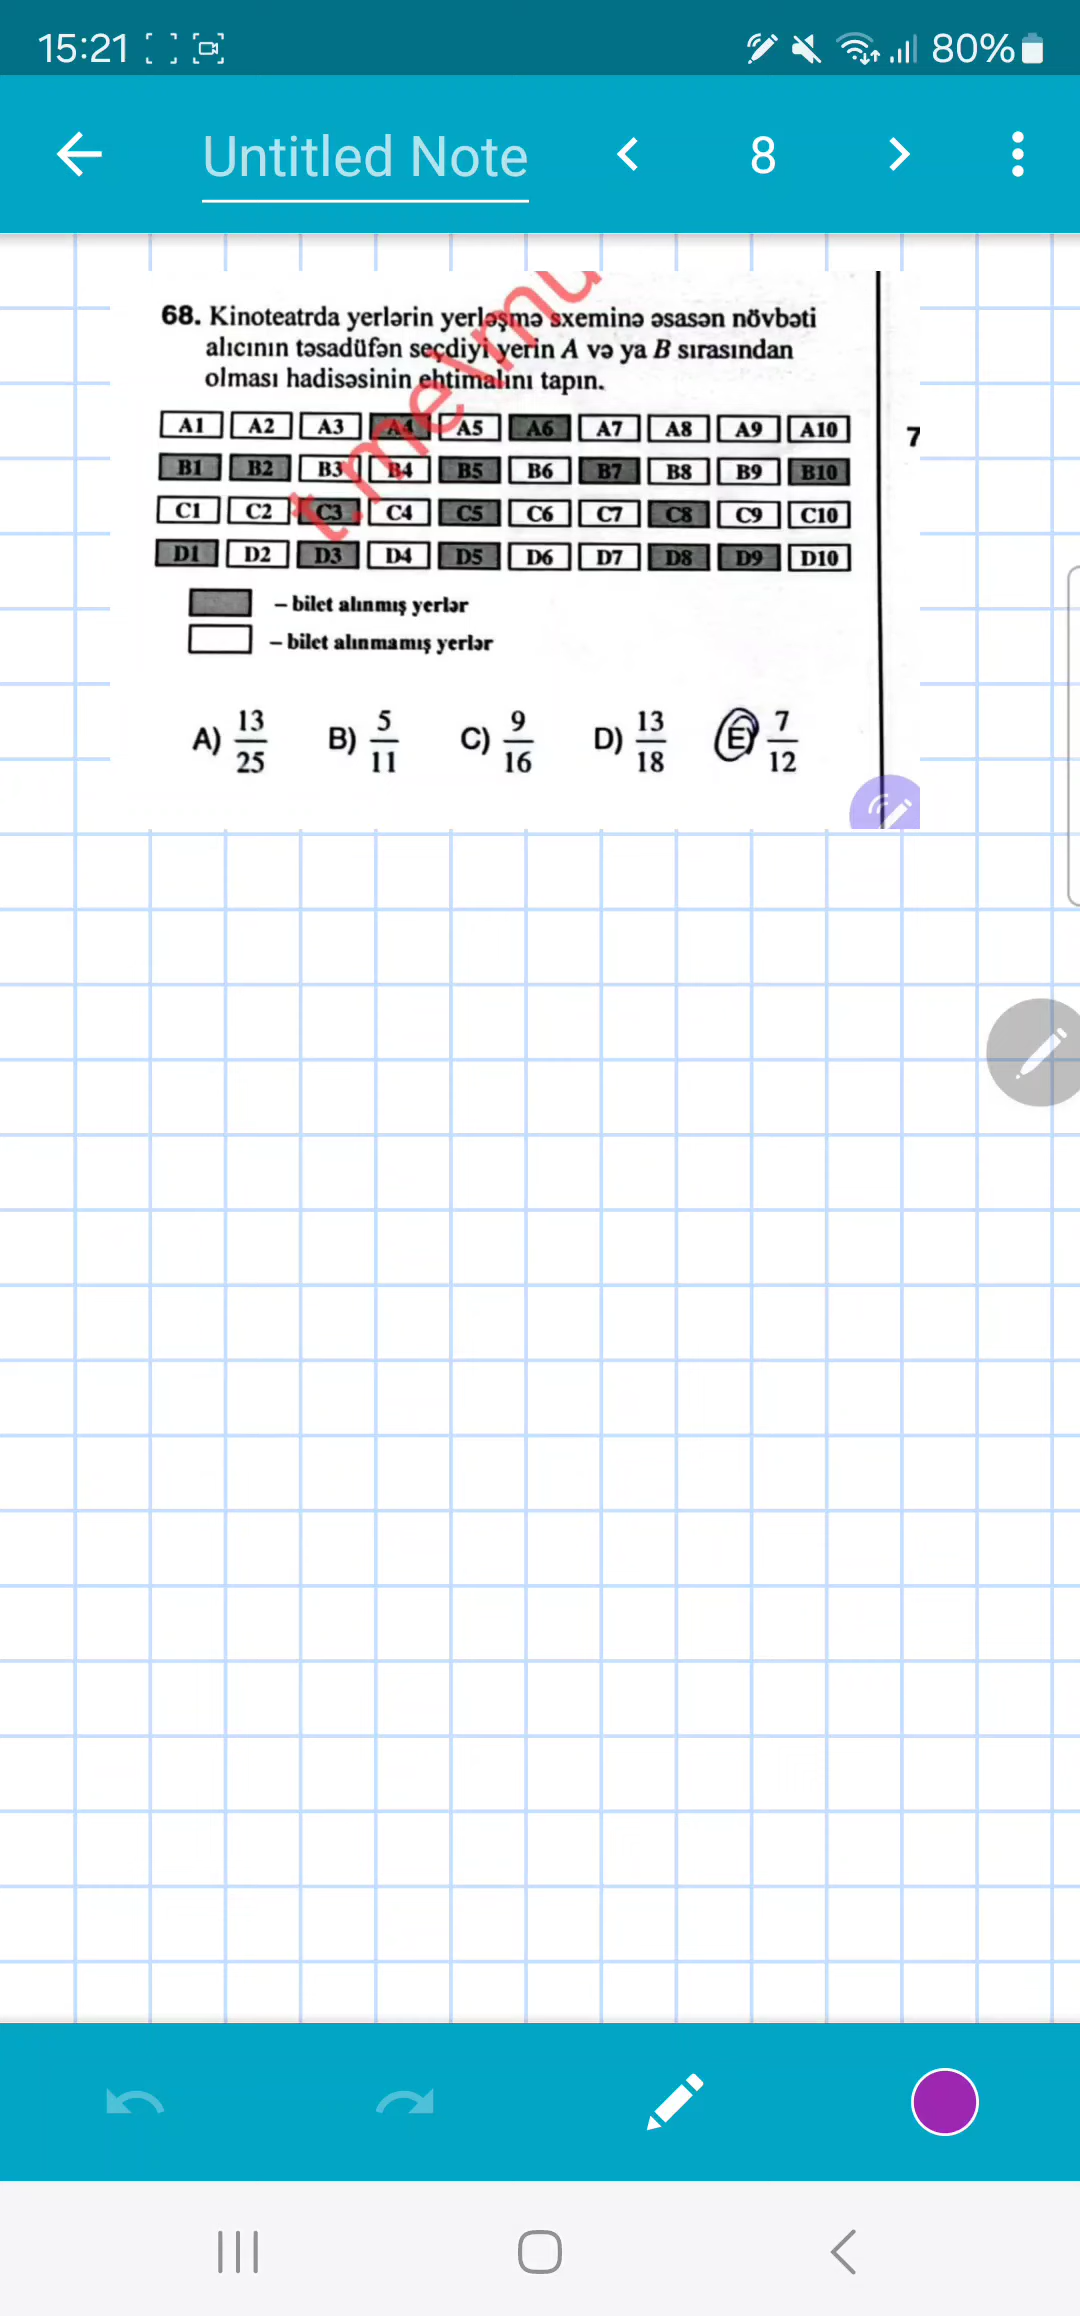 15:21 80%
Untitled Note 8
68. Kinoteatrda yerlərin yerləşmə sxeminə əsasən növbəti
alıcının təsadüfən seçdiyi yerin A və ya B sırasından
olması hadisəsinin ehtimalını tapın.
A1 A2 A3 A4 A5 A6 A7 A8 A9 A10
7
B1 B2 B3 B4 B5 B6 B7 B8 B9 B10
C1 C2 C3 C4 C5 C6 C7 C8 C9 C10
D1 D2 D3 D4 D5 D6 D7 D8 D9 D10
– bilet alınmış yerlər
– bilet alınmamış yerlər
A) 13/25 B) 5/11 C) 9/16 D) 13/18 E) 7/12